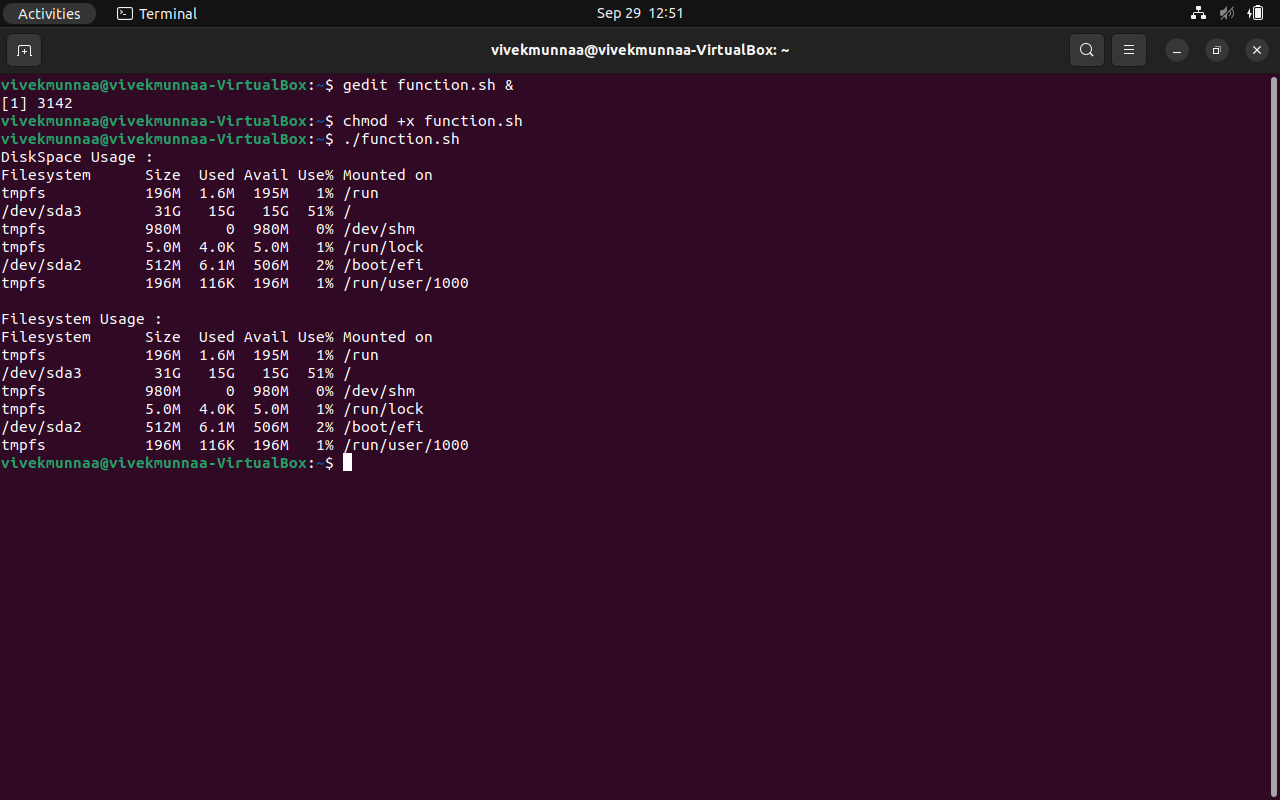 Activities Terminal Sep 29 12:51
vivekmunnaa@vivekmunnaa-VirtualBox: ~
vivekmunnaa@vivekmunnaa-VirtualBox:~$ gedit function.sh &
[1] 3142
vivekmunnaa@vivekmunnaa-VirtualBox:~$ chmod +x function.sh
vivekmunnaa@vivekmunnaa-VirtualBox:~$ ./function.sh
DiskSpace Usage :
Filesystem      Size  Used Avail Use% Mounted on
tmpfs           196M  1.6M  195M   1% /run
/dev/sda3        31G   15G   15G  51% /
tmpfs           980M     0  980M   0% /dev/shm
tmpfs           5.0M  4.0K  5.0M   1% /run/lock
/dev/sda2       512M  6.1M  506M   2% /boot/efi
tmpfs           196M  116K  196M   1% /run/user/1000

Filesystem Usage :
Filesystem      Size  Used Avail Use% Mounted on
tmpfs           196M  1.6M  195M   1% /run
/dev/sda3        31G   15G   15G  51% /
tmpfs           980M     0  980M   0% /dev/shm
tmpfs           5.0M  4.0K  5.0M   1% /run/lock
/dev/sda2       512M  6.1M  506M   2% /boot/efi
tmpfs           196M  116K  196M   1% /run/user/1000
vivekmunnaa@vivekmunnaa-VirtualBox:~$